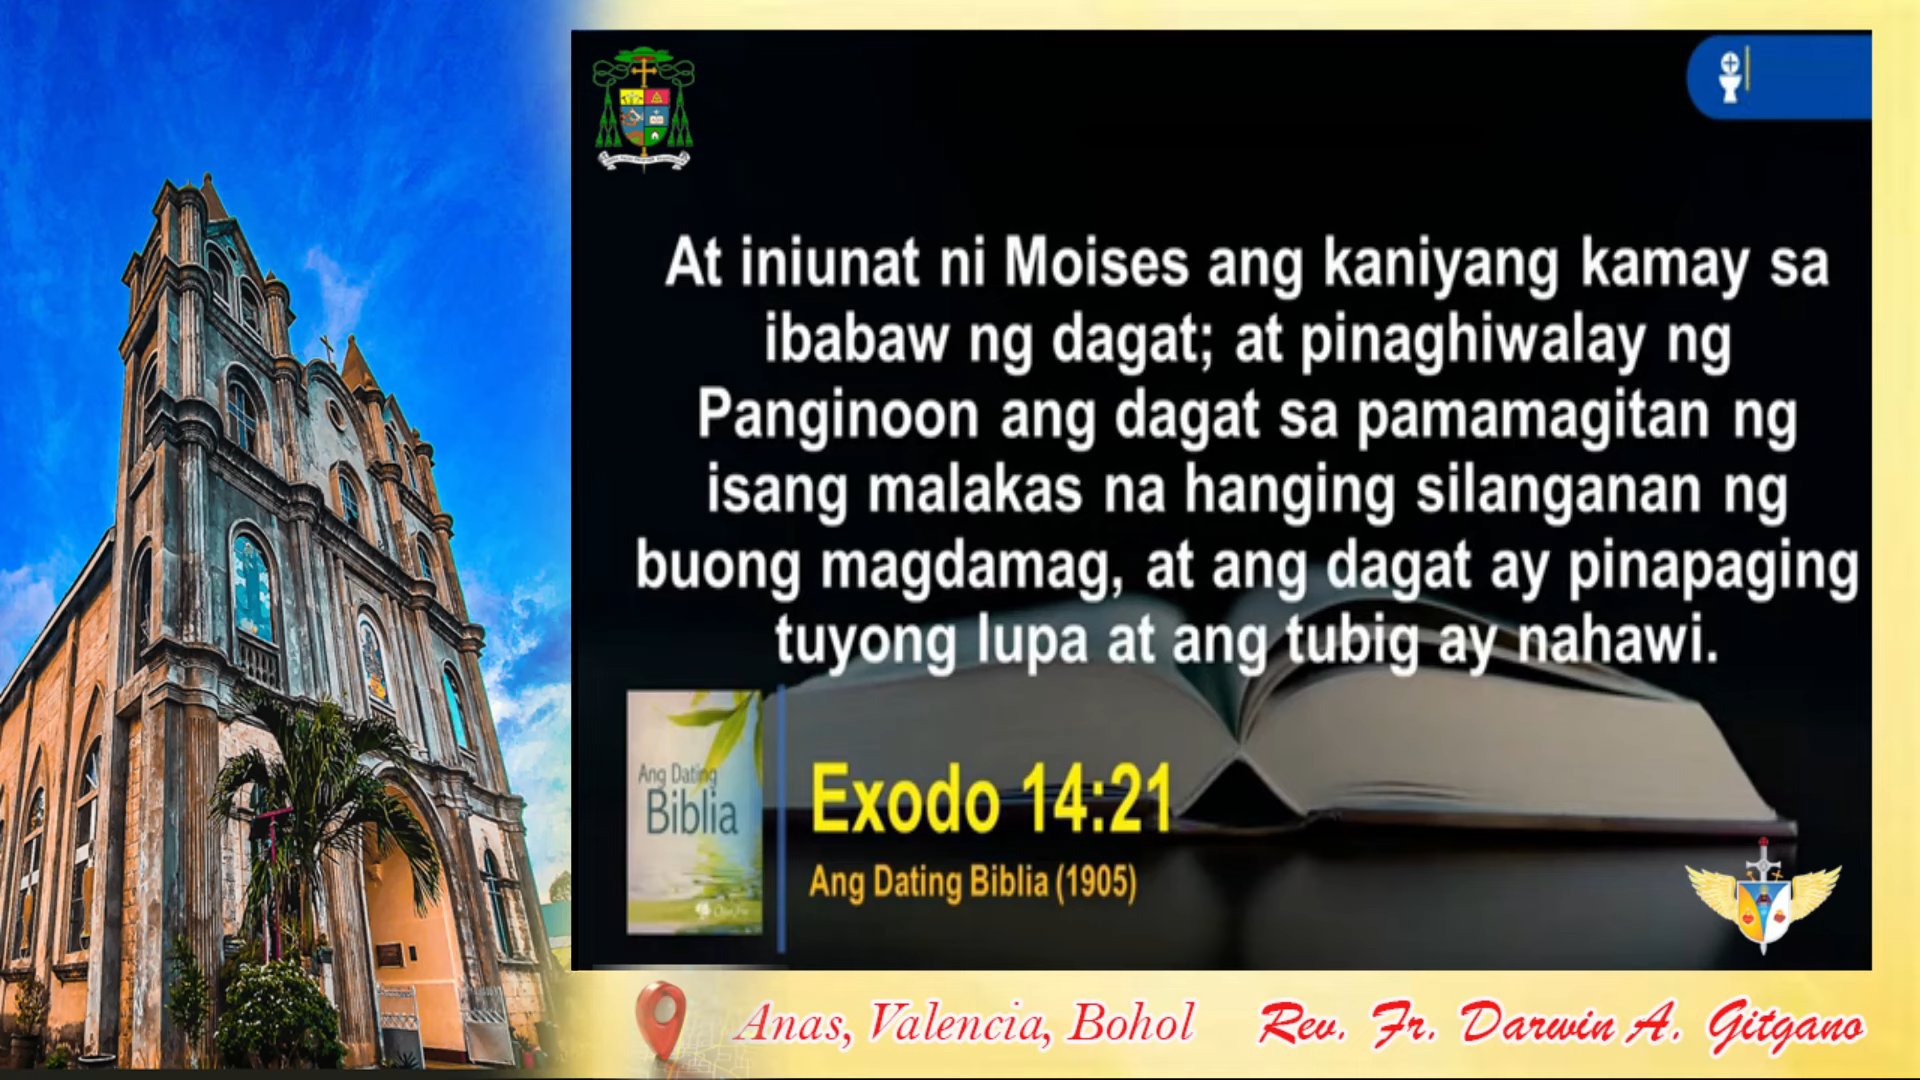 At iniunat ni Moises ang kaniyang kamay sa
ibabaw ng dagat; at pinaghiwalay ng
Panginoon ang dagat sa pamamagitan ng
isang malakas na hanging silanganan ng
buong magdamag, at ang dagat ay pinapaging
tuyong lupa at ang tubig ay nahawi.
Ang Dating
Biblia
Exodo 14:21
Ang Dating Biblia (1905)
Anas, Valencia, Bohol
Rev. Fr. Darwin A. Gitgano